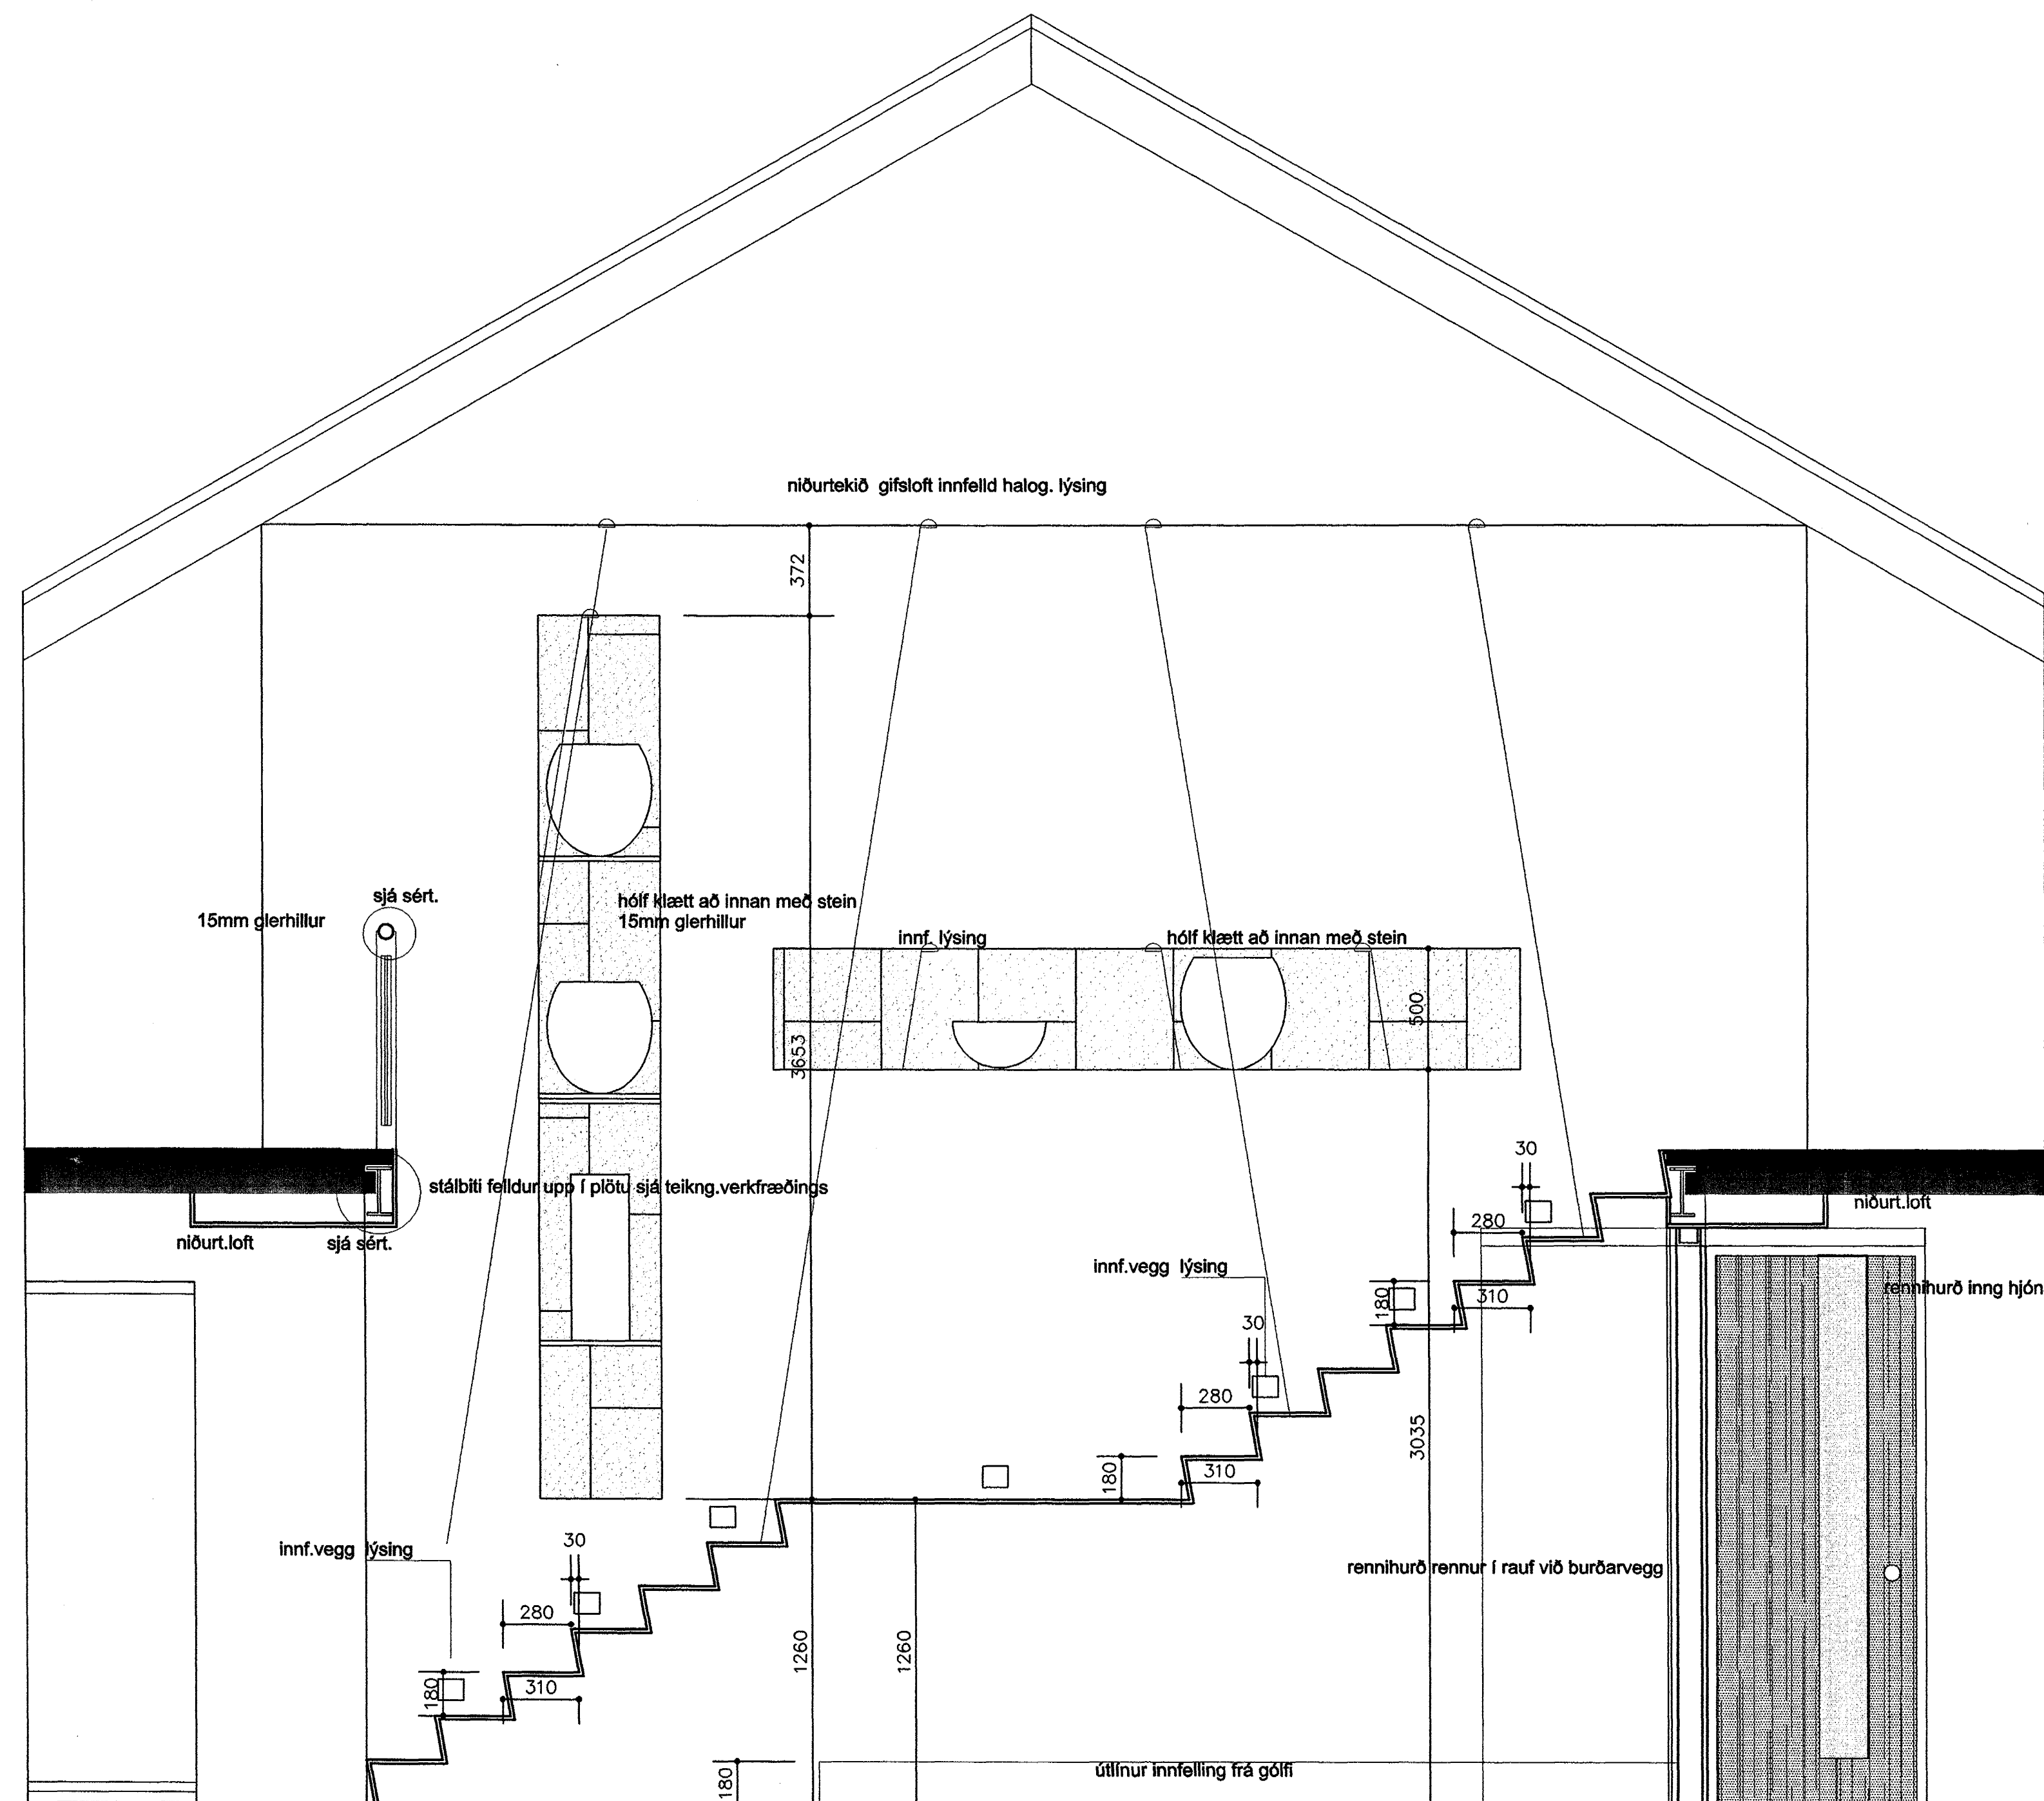 niðurtekið gifsloft innfelld halog. lýsing
372
sjá sért.
15mm glerhillur
hólf klætt að innan með stein
15mm glerhillur
innf. lýsing
hólf klætt að innan með stein
500
3653
30
stálbiti felldur upp í plötu sjá teikng.verkfræðings
niðurt.loft
280
niðurt.loft
sjá sért.
innf.vegg lýsing
rennihurð inng hjón
180
310
30
280
3035
180
310
30
innf.vegg lýsing
rennihurð rennur í rauf við burðarvegg
280
1260
1260
180
310
útlínur innfelling frá gólfi
180